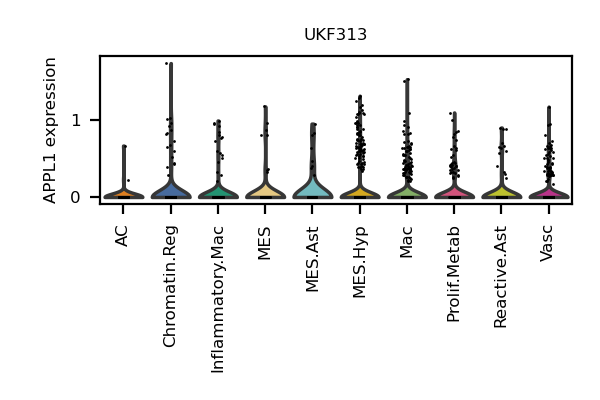 UKF313
APPL1 expression
1
0
AC
Chromatin.Reg
Inflammatory.Mac
MES
MES.Ast
MES.Hyp
Mac
Prolif.Metab
Reactive.Ast
Vasc